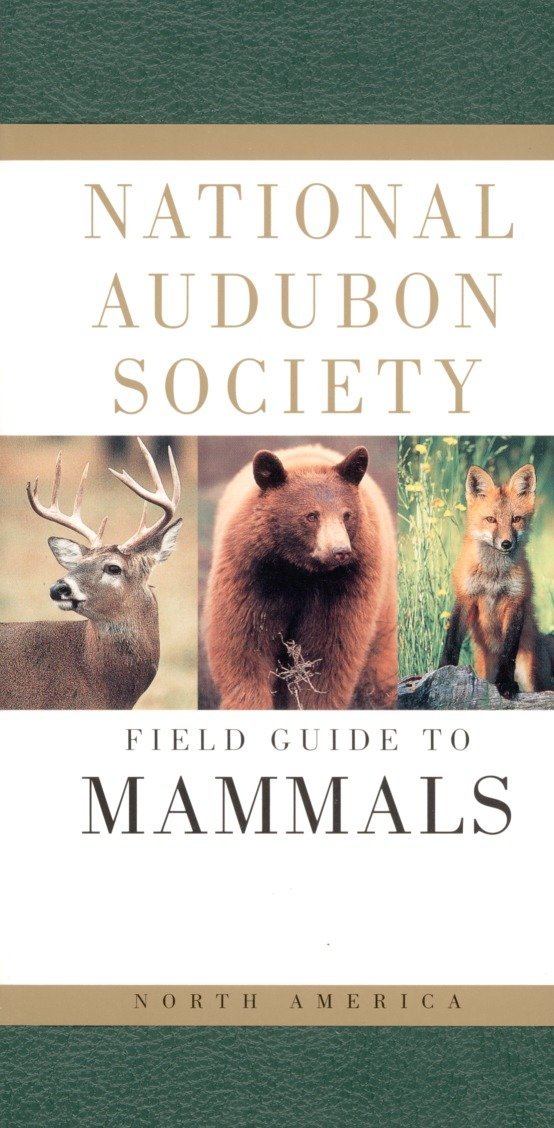 NATIONAL
AUDUBON
SOCIETY
FIELD GUIDE TO
MAMMALS
NORTH AMERICA